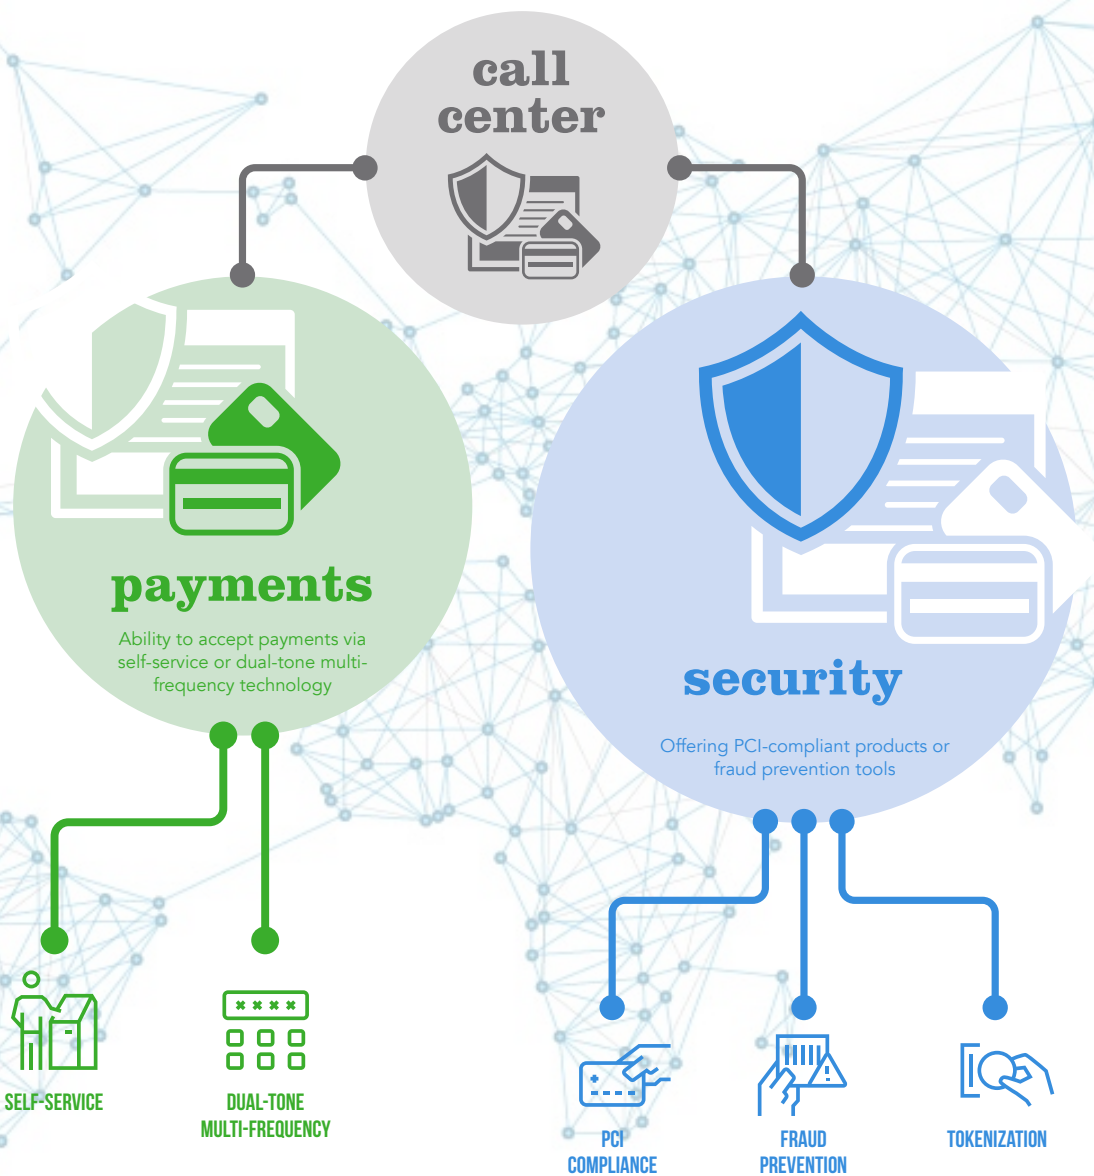 call
center
payments
Ability to accept payments via
self-service or dual-tone multi-
frequency technology
security
Offering PCI-compliant products or
fraud prevention tools
SELF-SERVICE
DUAL-TONE
MULTI-FREQUENCY
PCI
COMPLIANCE
FRAUD
PREVENTION
TOKENIZATION